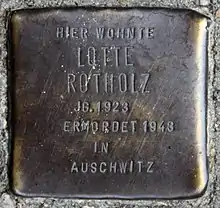 HIER WOHNTE
LOTTE
ROTHOLZ
JG. 1923
ERMORDET 1943
IN
AUSCHWITZ